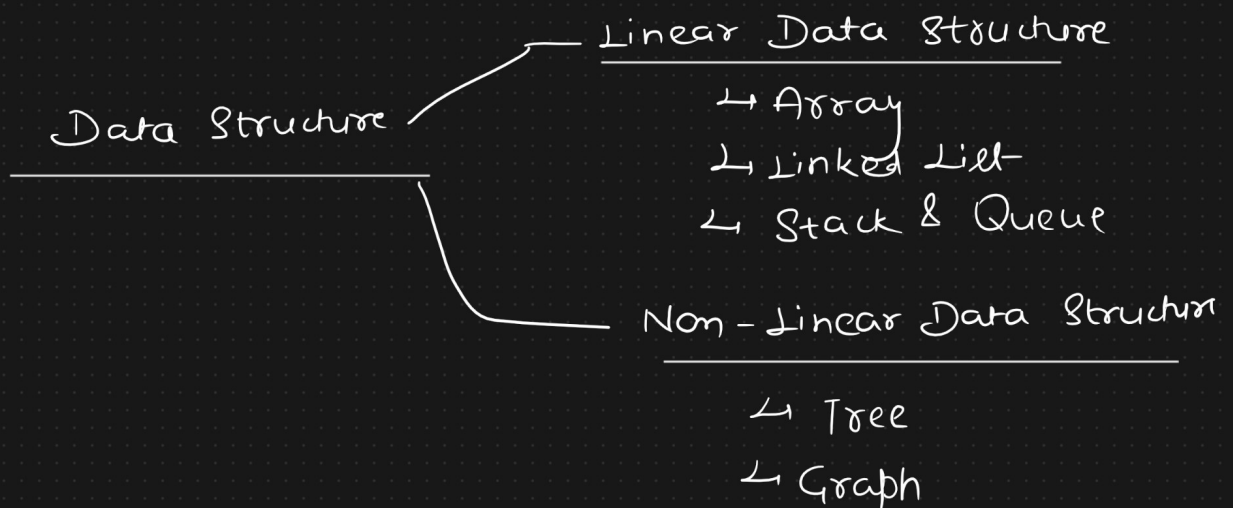 Linear Data Structure
Data Structure
↳ Array
↳ Linked List
↳ Stack & Queue
Non-Linear Data Structure
↳ Tree
↳ Graph